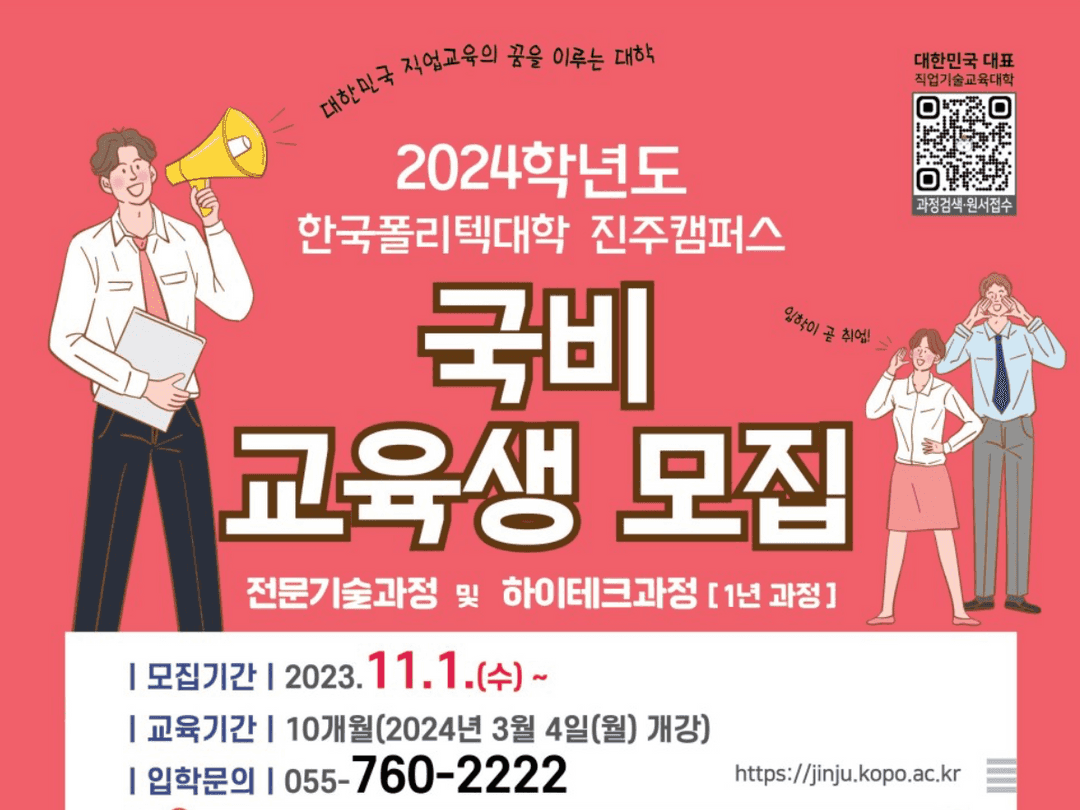 대한민국 직업교육의 꿈을 이루는 대학
대한민국 대표
직업기술교육대학
과정검색·원서접수
2024학년도
한국폴리텍대학 진주캠퍼스
국비
교육생 모집
입학이 곧 취업!
전문기술과정 및 하이테크과정 [ 1년 과정 ]
| 모집기간 | 2023. 11.1.(수) ~
| 교육기간 | 10개월(2024년 3월 4일(월) 개강)
| 입학문의 | 055-760-2222
https://jinju.kopo.ac.kr